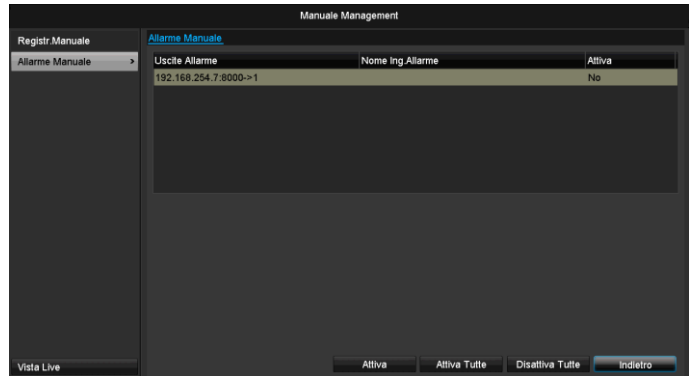 Manuale Management
Registr.Manuale
Allarme Manuale >
Allarme Manuale
Uscite Allarme Nome Ing.Allarme Attiva
192.168.254.7:8000->1 No
Vista Live
Attiva Attiva Tutte Disattiva Tutte Indietro